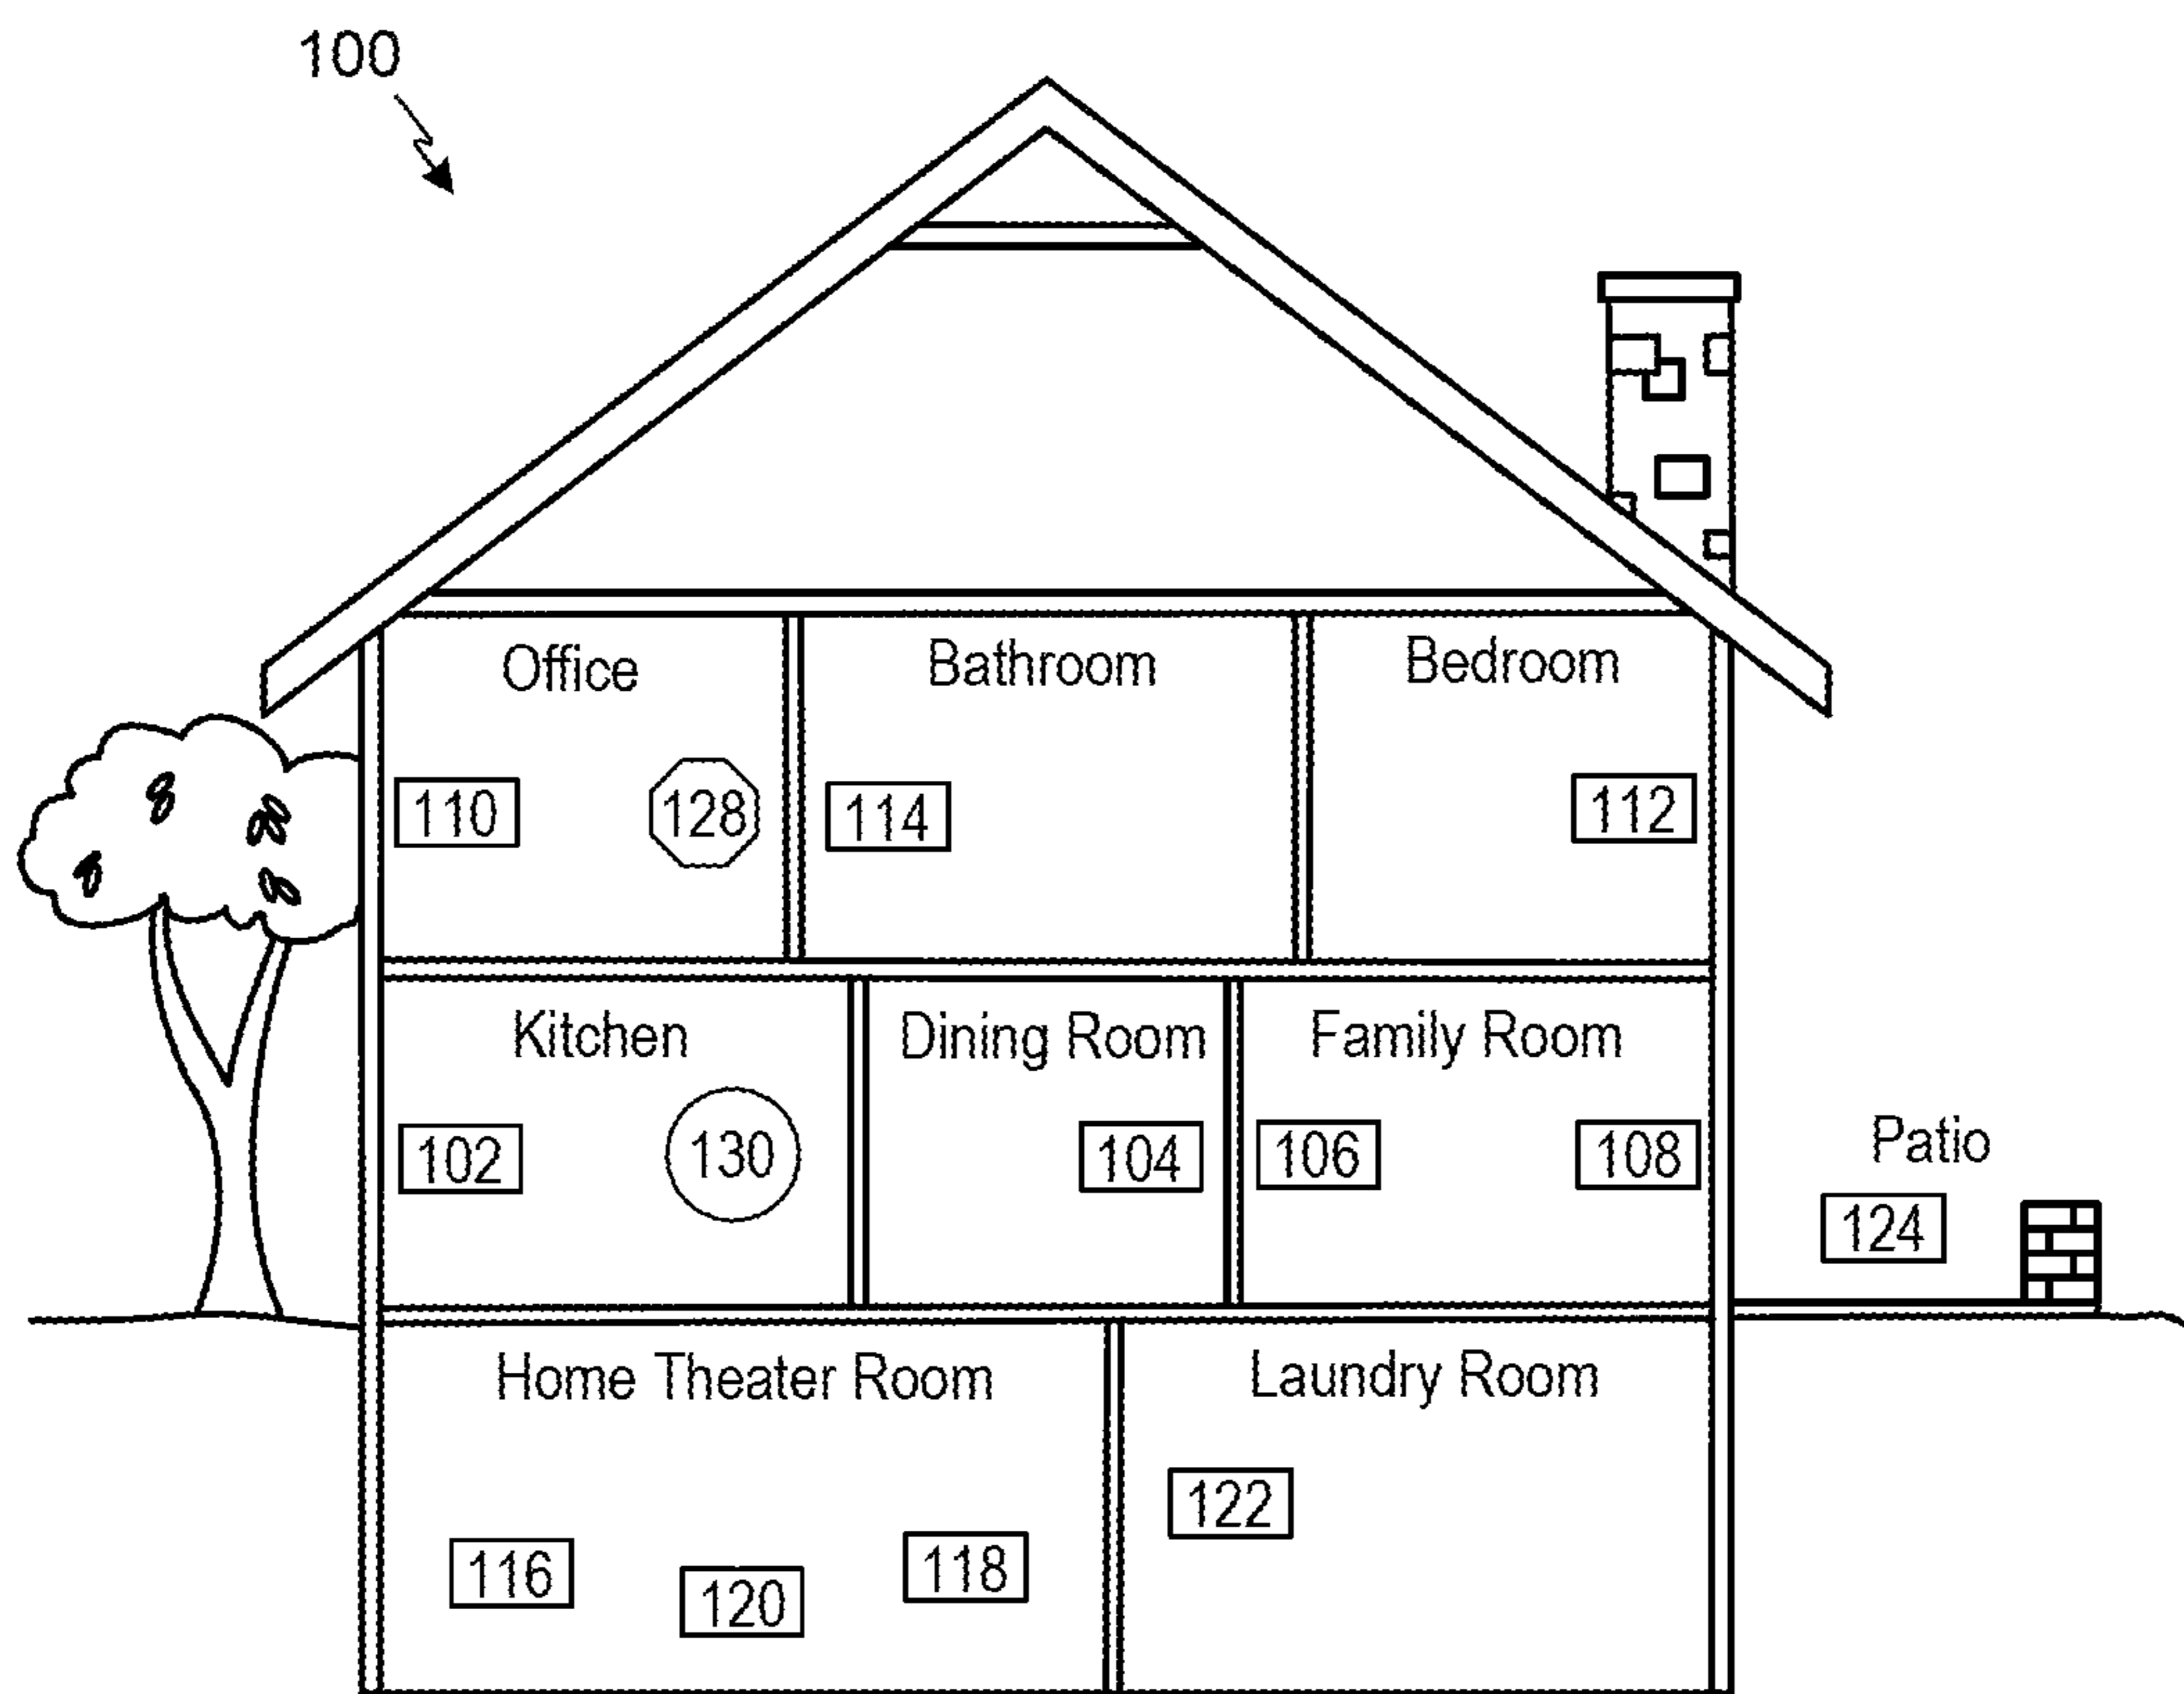 100
Office
Bathroom
Bedroom
110
128
114
112
Kitchen
Dining Room
Family Room
102
130
104
106
108
Patio
124
Home Theater Room
Laundry Room
122
116
120
118